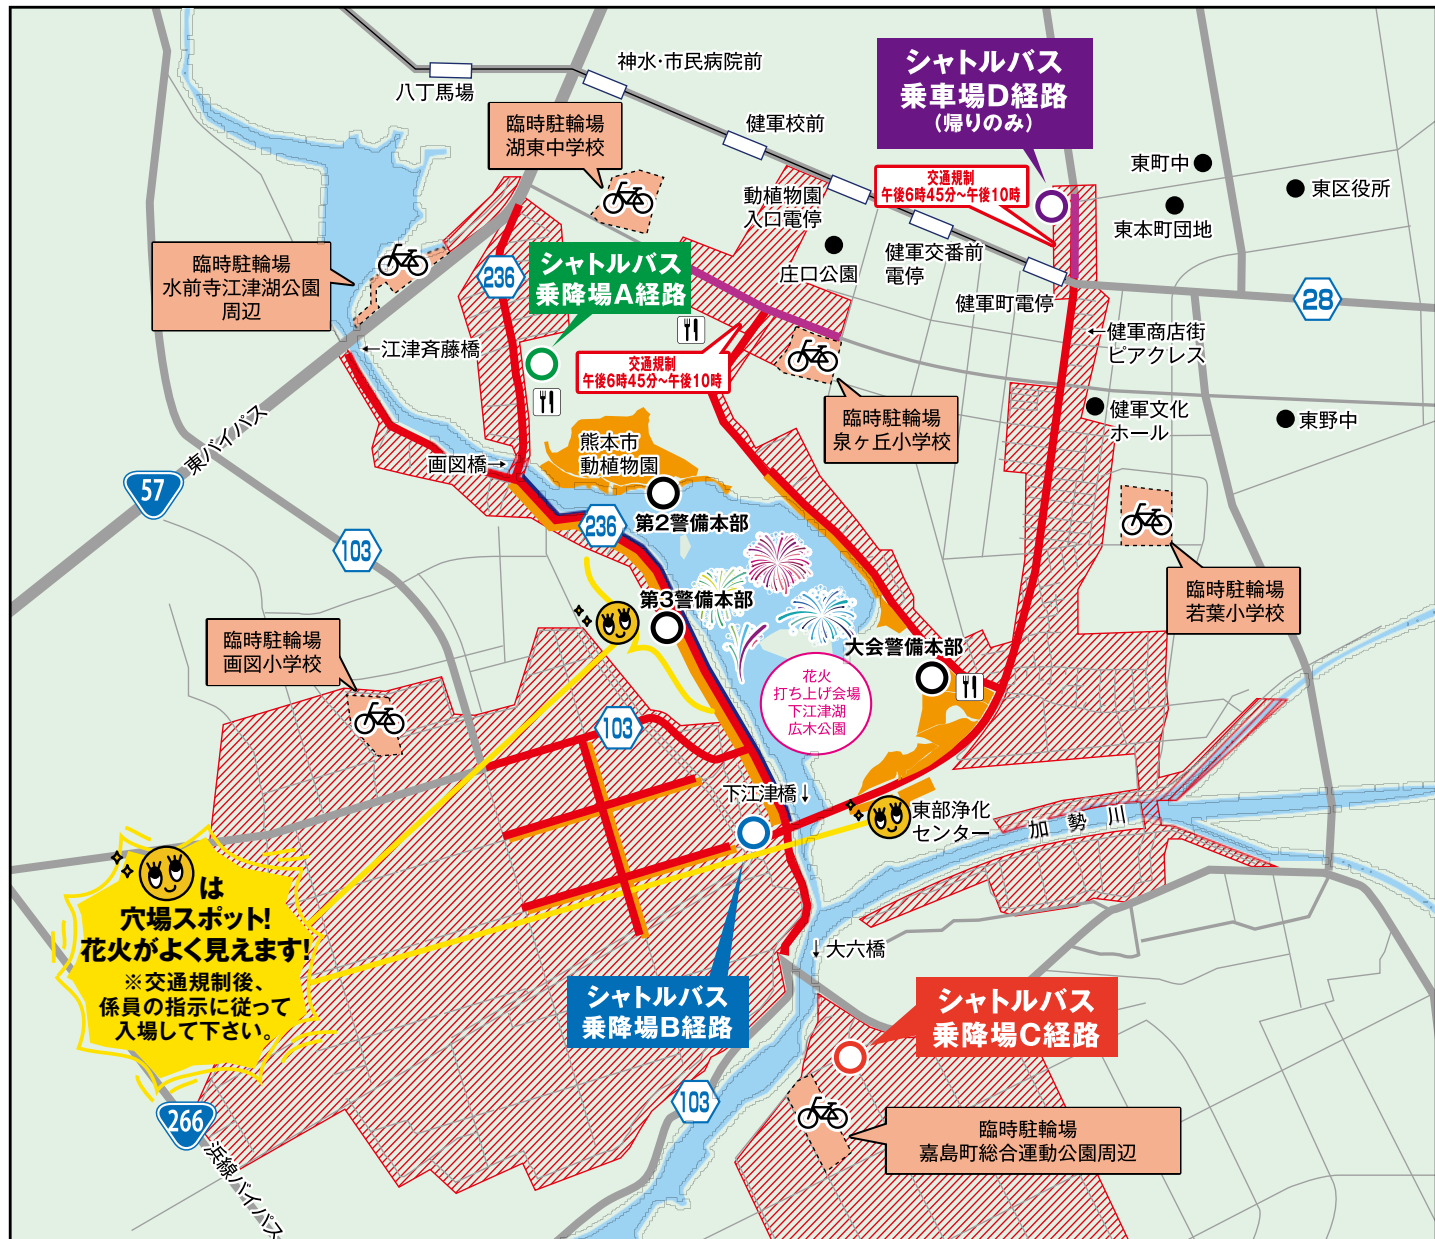 神水・市民病院前
八丁馬場
健軍校前
シャトルバス
乗車場D経路
(帰りのみ)
臨時駐輪場
湖東中学校
東町中
東区役所
東本町団地
交通規制
午後6時45分～午後10時
動植物園
入口電停
庄口公園
健軍交番前
電停
健軍町電停
28
臨時駐輪場
水前寺江津湖公園
周辺
236
シャトルバス
乗降場A経路
←江津斉藤橋
交通規制
午後6時45分～午後10時
←健軍商店街
ピアクレス
臨時駐輪場
泉ヶ丘小学校
健軍文化
ホール
東野中
東バイパス
57
画図橋→
熊本市
動植物園
第2警備本部
236
103
臨時駐輪場
若葉小学校
第3警備本部
臨時駐輪場
画図小学校
大会警備本部
花火
打ち上げ会場
下江津湖
広木公園
103
下江津橋↓
東部浄化
センター
加勢川
は
穴場スポット!
花火がよく見えます!
※交通規制後、
係員の指示に従って
入場して下さい。
↓大六橋
シャトルバス
乗降場B経路
シャトルバス
乗降場C経路
103
266
浜線バイパス
臨時駐輪場
嘉島町総合運動公園周辺